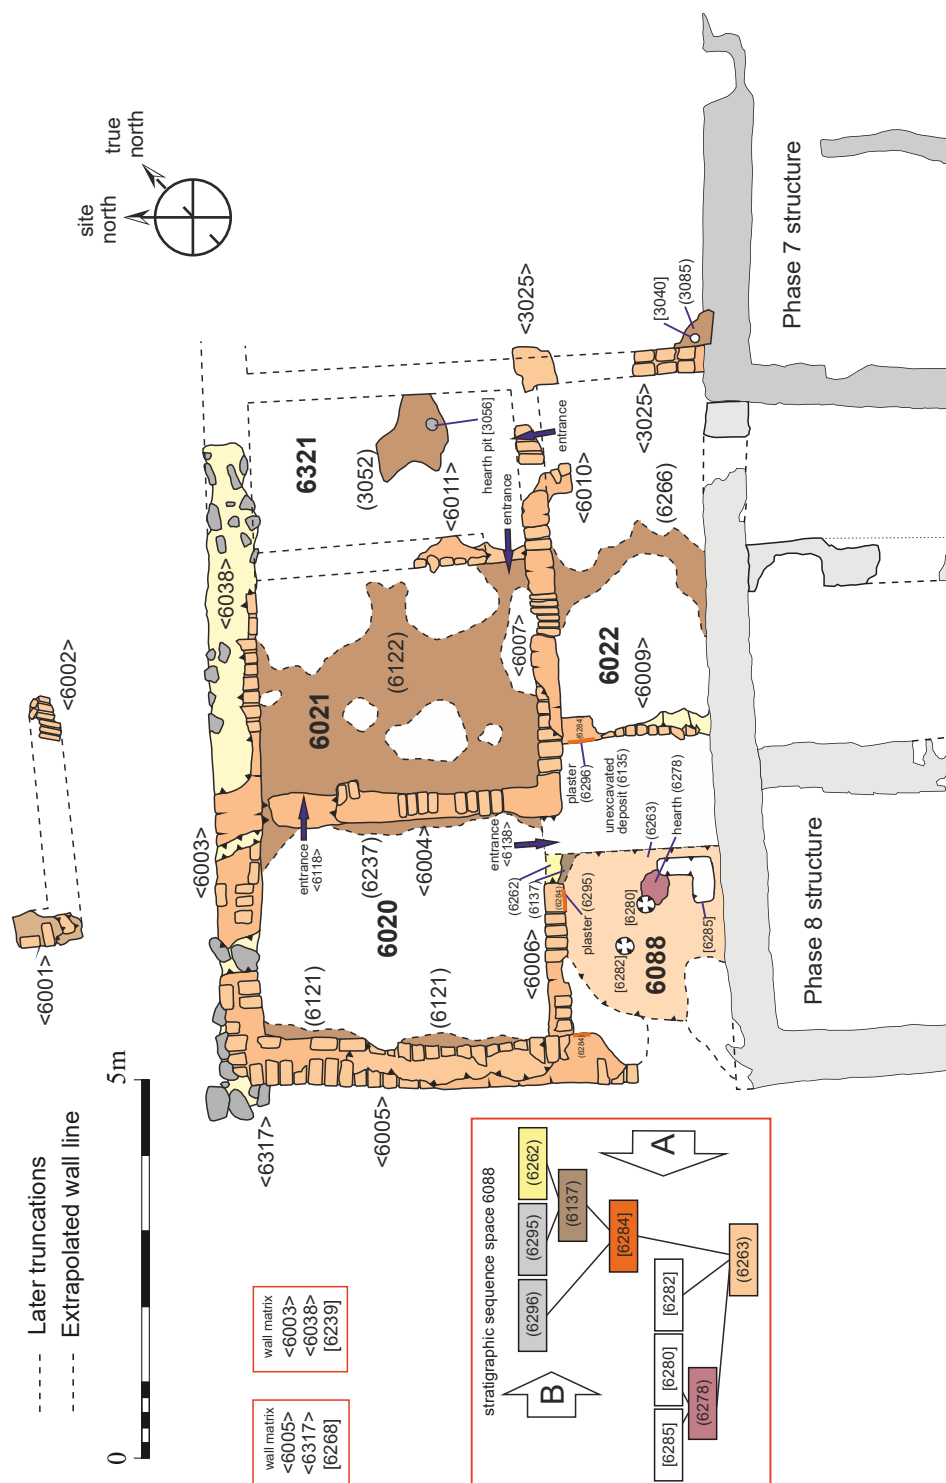 site
north
true
north
<6001>
<6002>
<6003>
<6038>
6321
(3052)
<6011>
hearth pit [3056]
entrance
entrance
<3025>
<6010>
[3040]
(3085)
<3025>
(6266)
Phase 7 structure
<6317>
<6005>
(6121)
(6121)
6020
entrance
<6118>
(6237)
<6004>
6021
(6122)
<6007>
6022
<6009>
(6284)
plaster
(6296)
unexcavated
deposit (6135)
entrance
<6138>
(6263)
hearth (6278)
(6262)
(6137)
(6284)
plaster (6295)
<6006>
[6280]
[6282]
6088
[6285]
(6284)
Phase 8 structure
0
5m
Later truncations
Extrapolated wall line
wall matrix
<6005>
<6317>
[6268]
wall matrix
<6003>
<6038>
[6239]
stratigraphic sequence space 6088
B
A
(6296)
(6295)
(6262)
(6137)
[6284]
[6285]
[6280]
[6282]
(6278)
(6263)